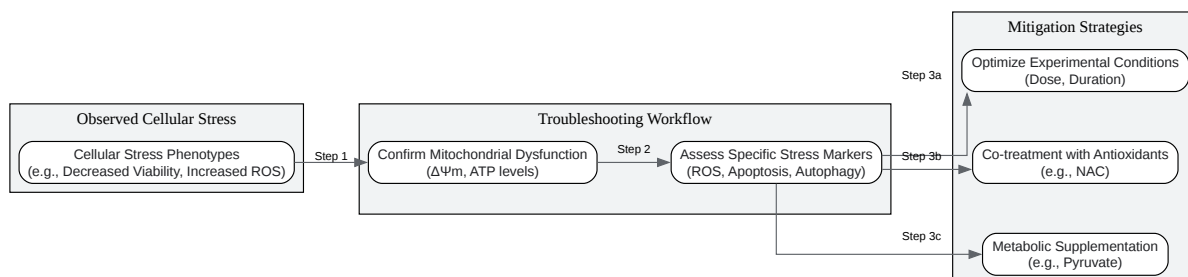 Observed Cellular Stress
Cellular Stress Phenotypes
(e.g., Decreased Viability, Increased ROS)
Step 1
Troubleshooting Workflow
Confirm Mitochondrial Dysfunction
(ΔΨm, ATP levels)
Step 2
Assess Specific Stress Markers
(ROS, Apoptosis, Autophagy)
Mitigation Strategies
Step 3a
Optimize Experimental Conditions
(Dose, Duration)
Step 3b
Co-treatment with Antioxidants
(e.g., NAC)
Step 3c
Metabolic Supplementation
(e.g., Pyruvate)